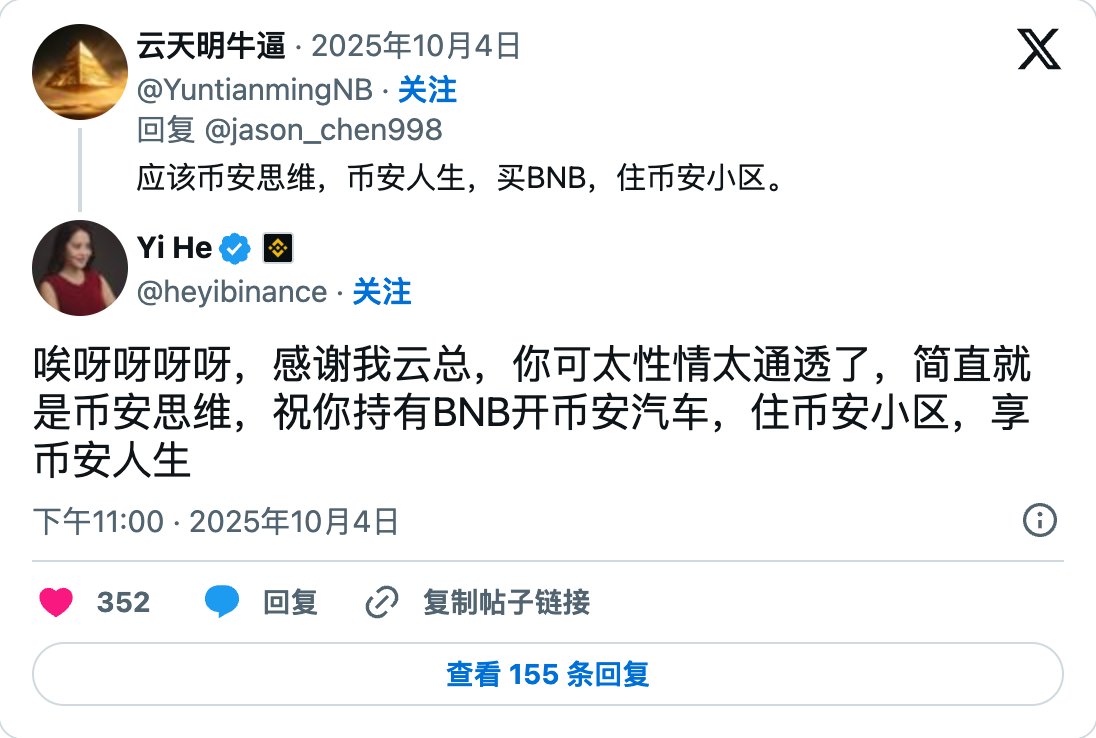 云天明牛逼 · 2025年10月4日
@YuntianmingNB · 关注
回复 @jason_chen998
应该币安思维，币安人生，买BNB，住币安小区。
Yi He
@heyibinance · 关注
唉呀呀呀呀，感谢我云总，你可太性情太通透了，简直就
是币安思维，祝你持有BNB开币安汽车，住币安小区，享
币安人生
下午11:00 · 2025年10月4日
352 回复 复制帖子链接
查看 155 条回复